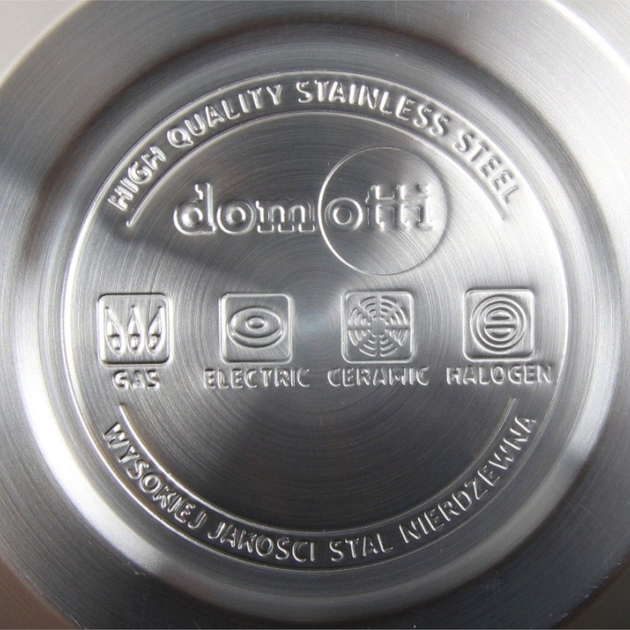 HIGH QUALITY STAINLESS STEEL
domotti
GAS ELECTRIC CERAMIC HALOGEN
WYSOKIEJ JAKOŚCI STAL NIERDZEWNA